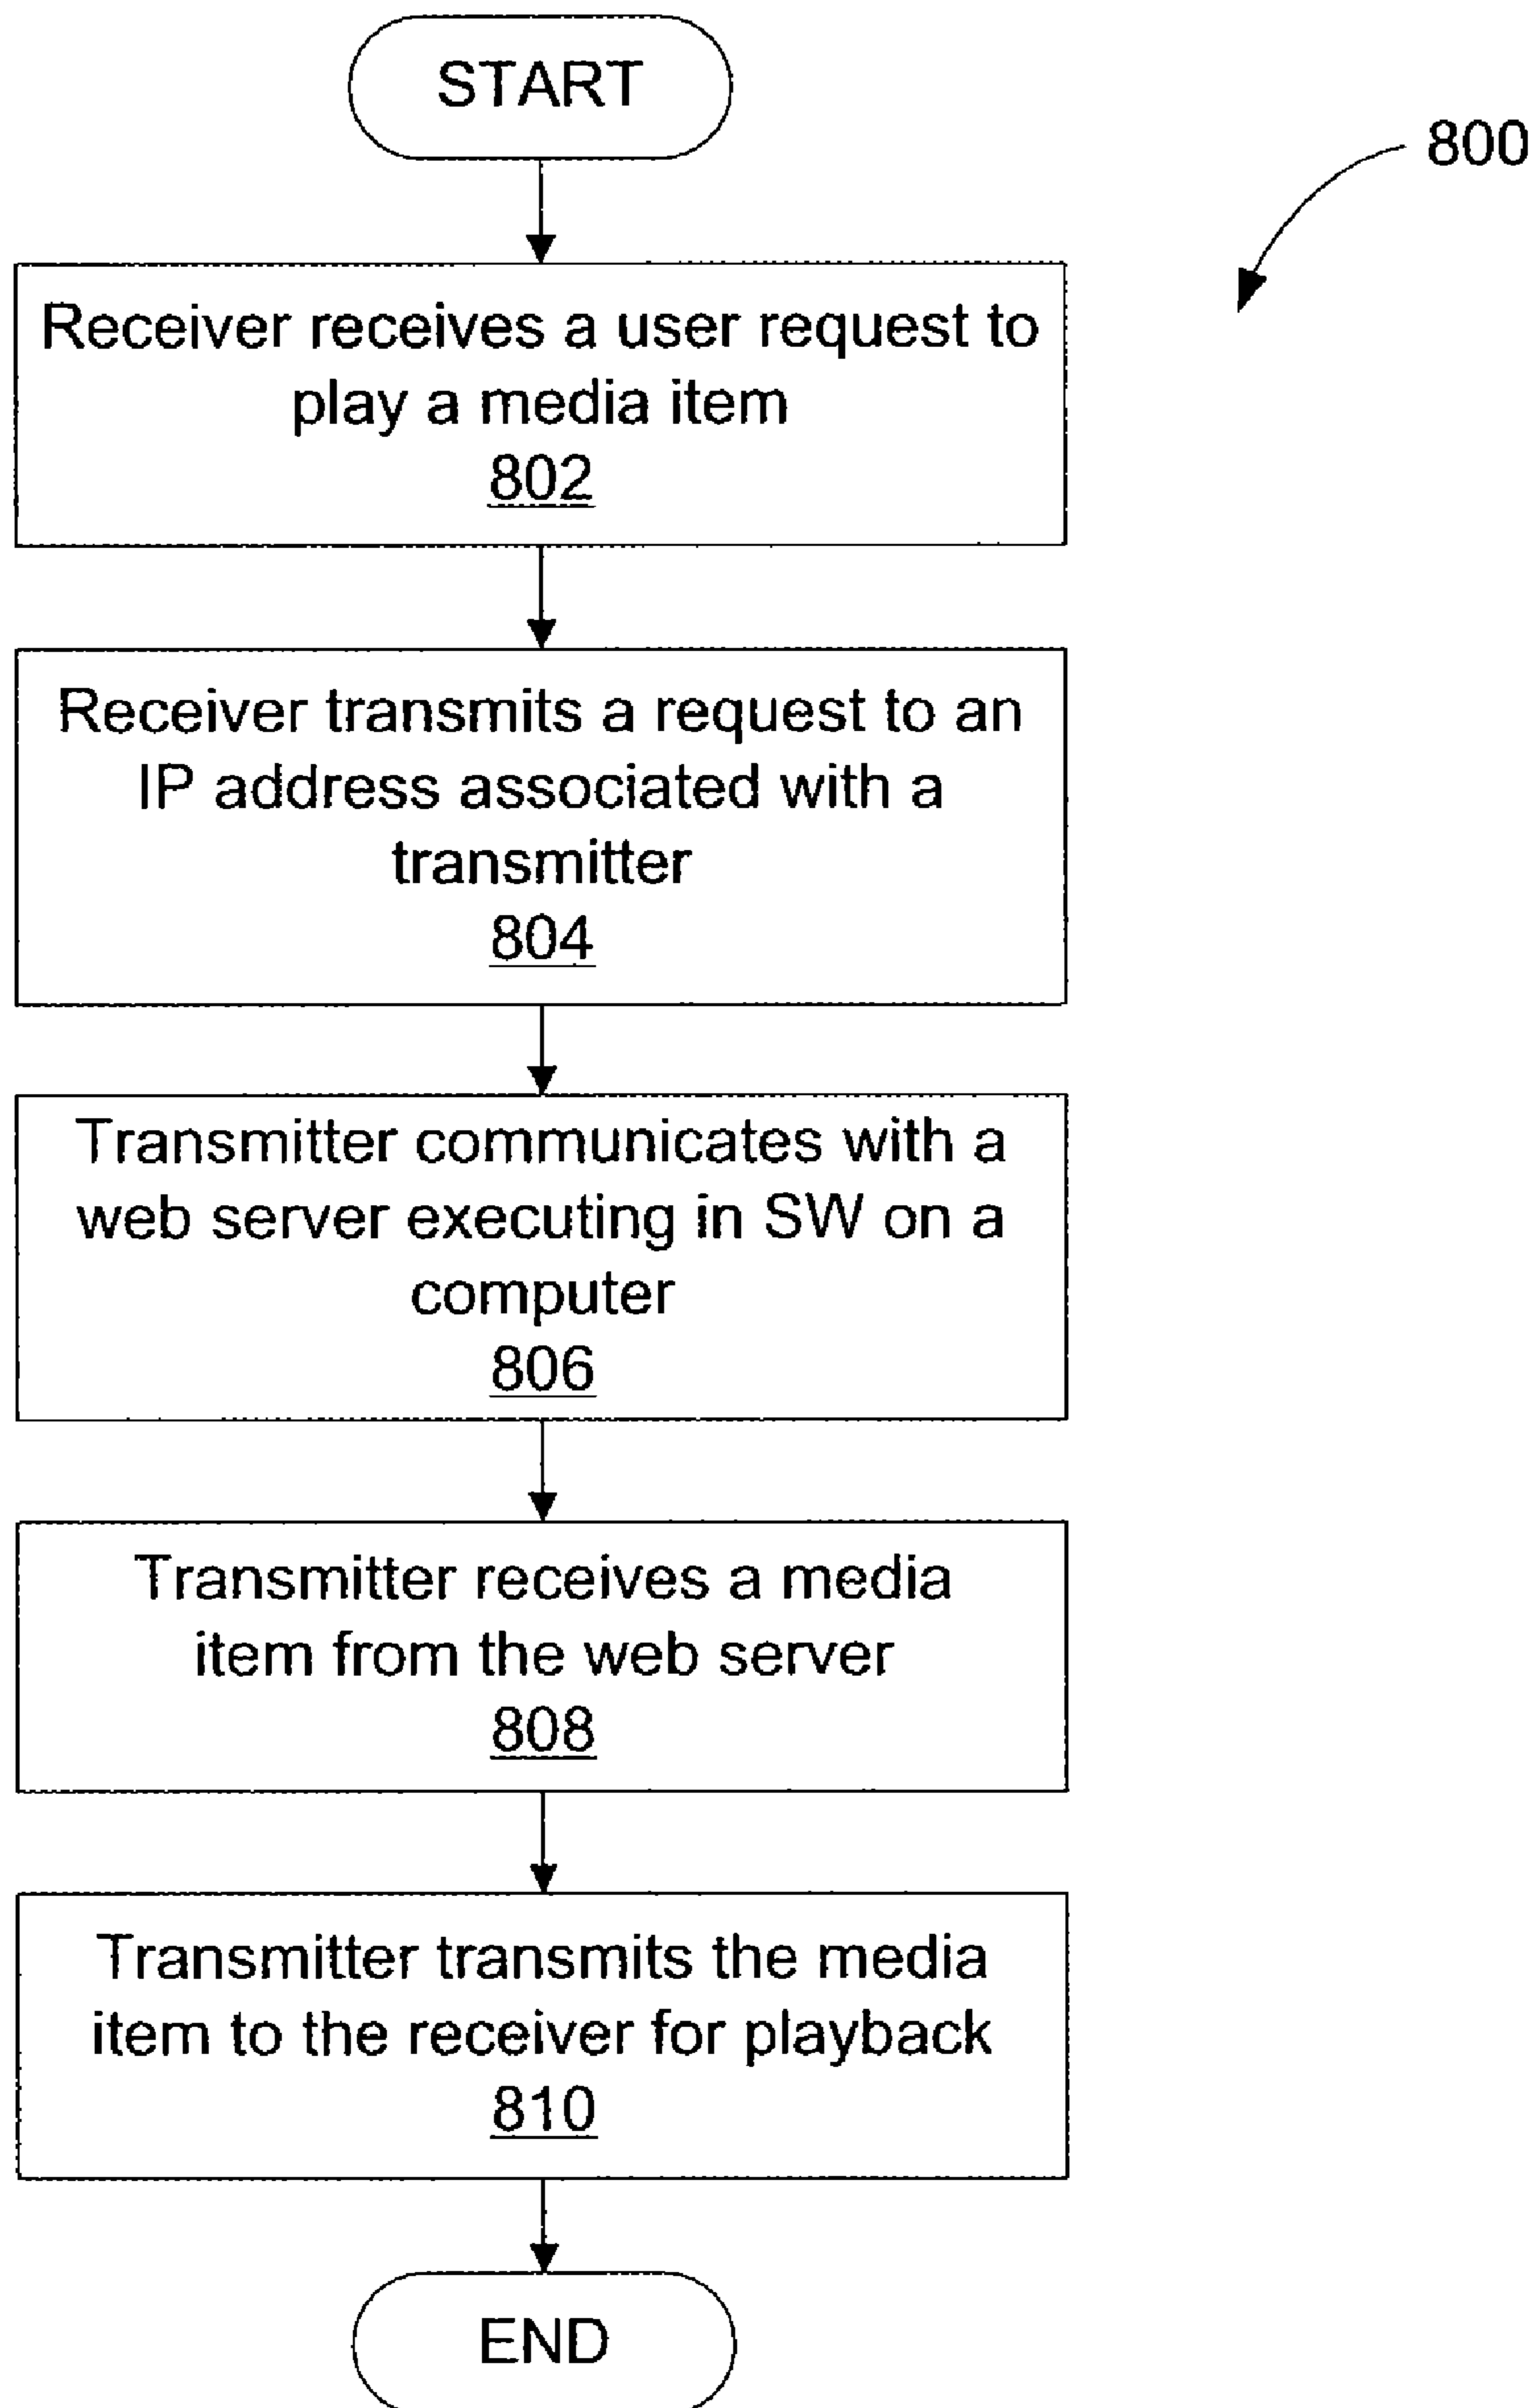 START
800
Receiver receives a user request to
play a media item
802
Receiver transmits a request to an
IP address associated with a
transmitter
804
Transmitter communicates with a
web server executing in SW on a
computer
806
Transmitter receives a media
item from the web server
808
Transmitter transmits the media
item to the receiver for playback
810
END